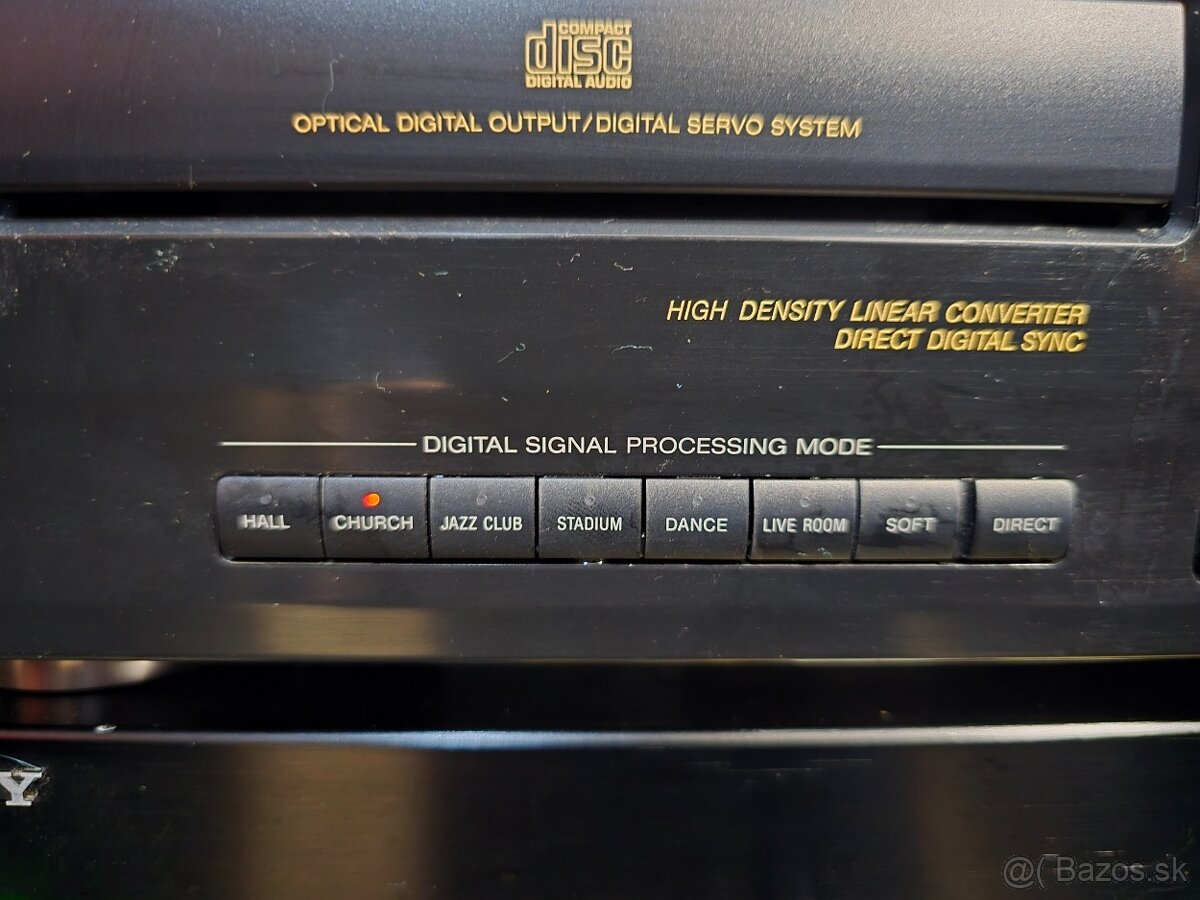 COMPACT
disc
DIGITAL AUDIO
OPTICAL DIGITAL OUTPUT/DIGITAL SERVO SYSTEM
HIGH DENSITY LINEAR CONVERTER
DIRECT DIGITAL SYNC
DIGITAL SIGNAL PROCESSING MODE
HALL CHURCH JAZZ CLUB STADIUM DANCE LIVE ROOM SOFT DIRECT
Y
@( Bazos.sk